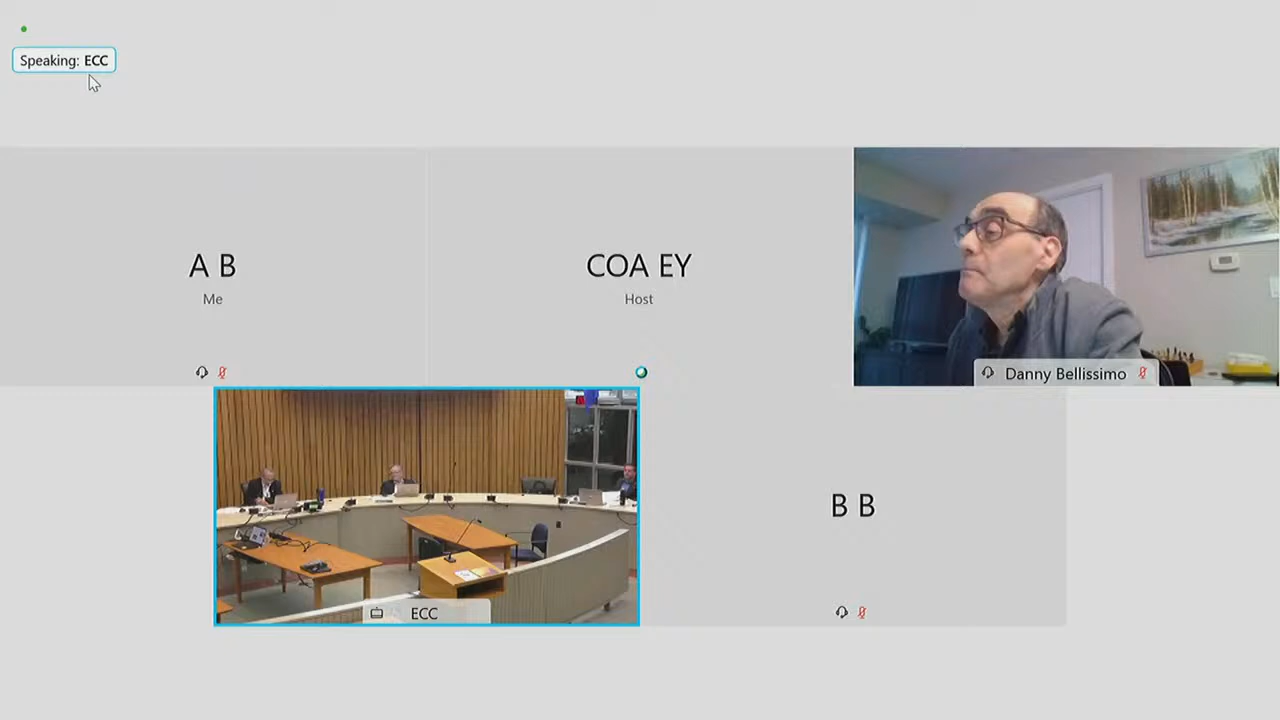 Speaking: ECC
A B
Me
COA EY
Host
Danny Bellissimo
ECC
B B